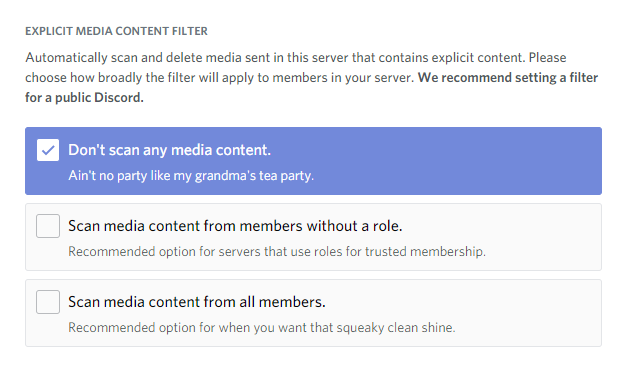 EXPLICIT MEDIA CONTENT FILTER
Automatically scan and delete media sent in this server that contains explicit content. Please
choose how broadly the filter will apply to members in your server. We recommend setting a filter
for a public Discord.
Don't scan any media content.
Ain't no party like my grandma's tea party.
Scan media content from members without a role.
Recommended option for servers that use roles for trusted membership.
Scan media content from all members.
Recommended option for when you want that squeaky clean shine.